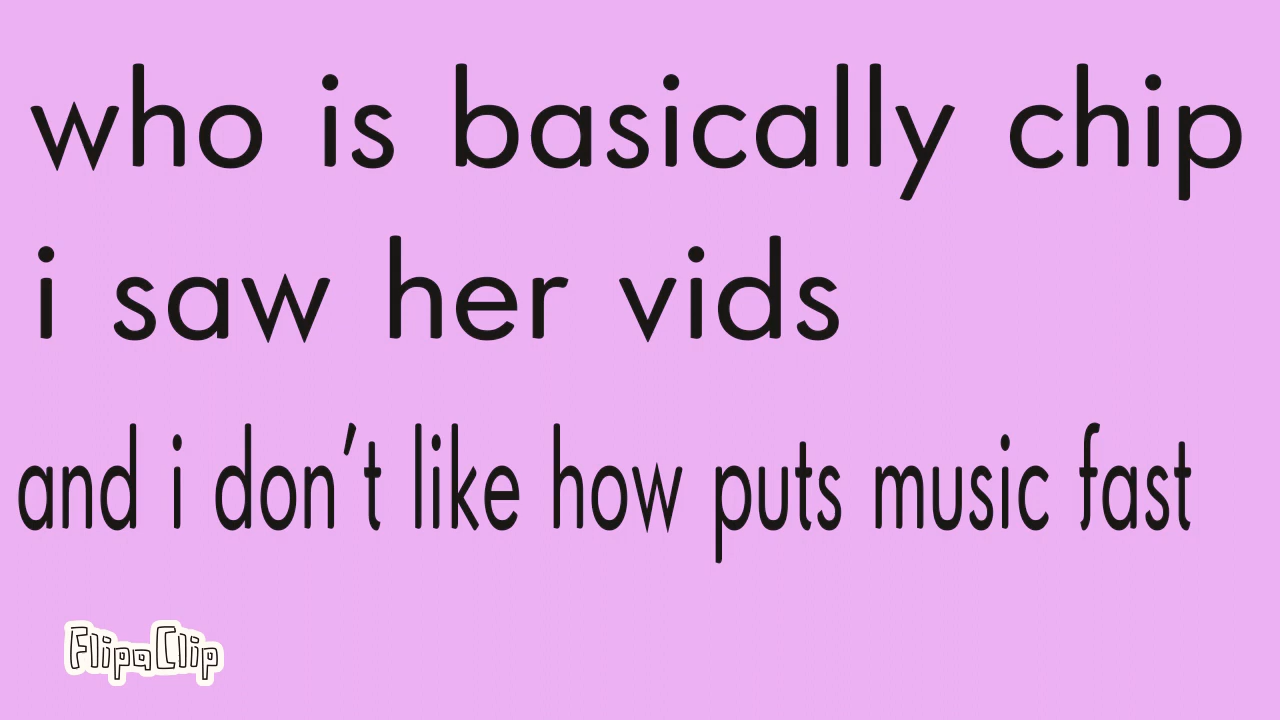 who is basically chip
i saw her vids
and i don't like how puts music fast
FlipaClip